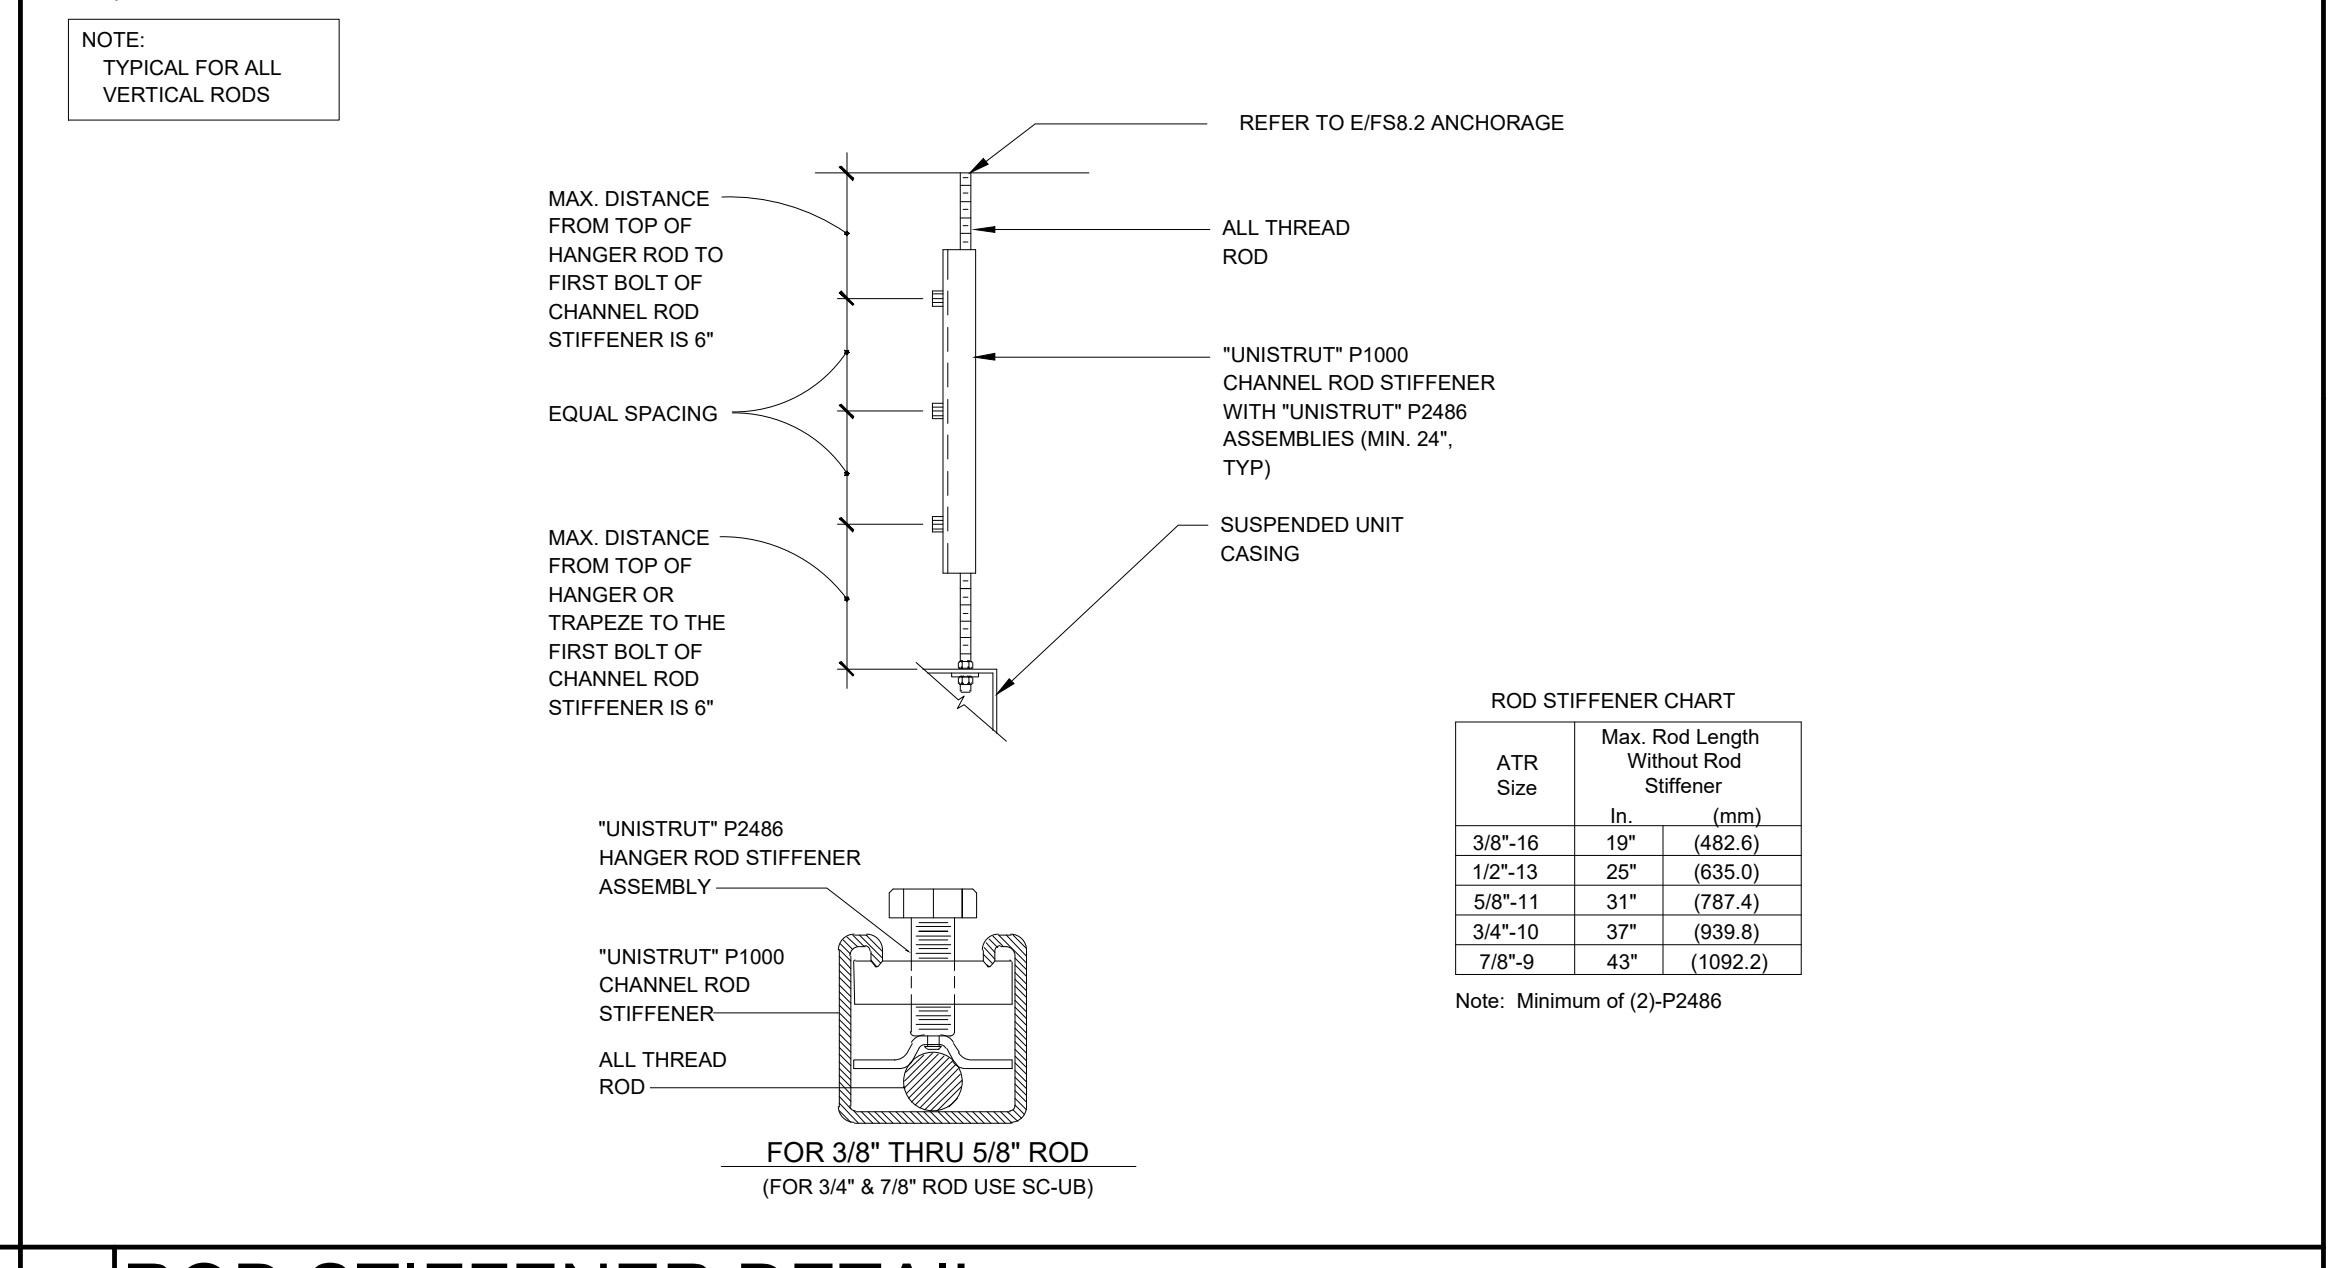 NOTE:
TYPICAL FOR ALL
VERTICAL RODS
REFER TO E/FS8.2 ANCHORAGE
MAX. DISTANCE
FROM TOP OF
HANGER ROD TO
FIRST BOLT OF
CHANNEL ROD
STIFFENER IS 6"
ALL THREAD
ROD
"UNISTRUT" P1000
CHANNEL ROD STIFFENER
WITH "UNISTRUT" P2486
ASSEMBLIES (MIN. 24",
TYP)
EQUAL SPACING
SUSPENDED UNIT
CASING
MAX. DISTANCE
FROM TOP OF
HANGER OR
TRAPEZE TO THE
FIRST BOLT OF
CHANNEL ROD
STIFFENER IS 6"
ROD STIFFENER CHART
ATR
Size
Max. Rod Length
Without Rod
Stiffener
In. (mm)
3/8"-16 19" (482.6)
1/2"-13 25" (635.0)
5/8"-11 31" (787.4)
3/4"-10 37" (939.8)
7/8"-9 43" (1092.2)
Note: Minimum of (2)-P2486
"UNISTRUT" P2486
HANGER ROD STIFFENER
ASSEMBLY
"UNISTRUT" P1000
CHANNEL ROD
STIFFENER
ALL THREAD
ROD
FOR 3/8" THRU 5/8" ROD
(FOR 3/4" & 7/8" ROD USE SC-UB)
ROD STIFFENER DETAIL